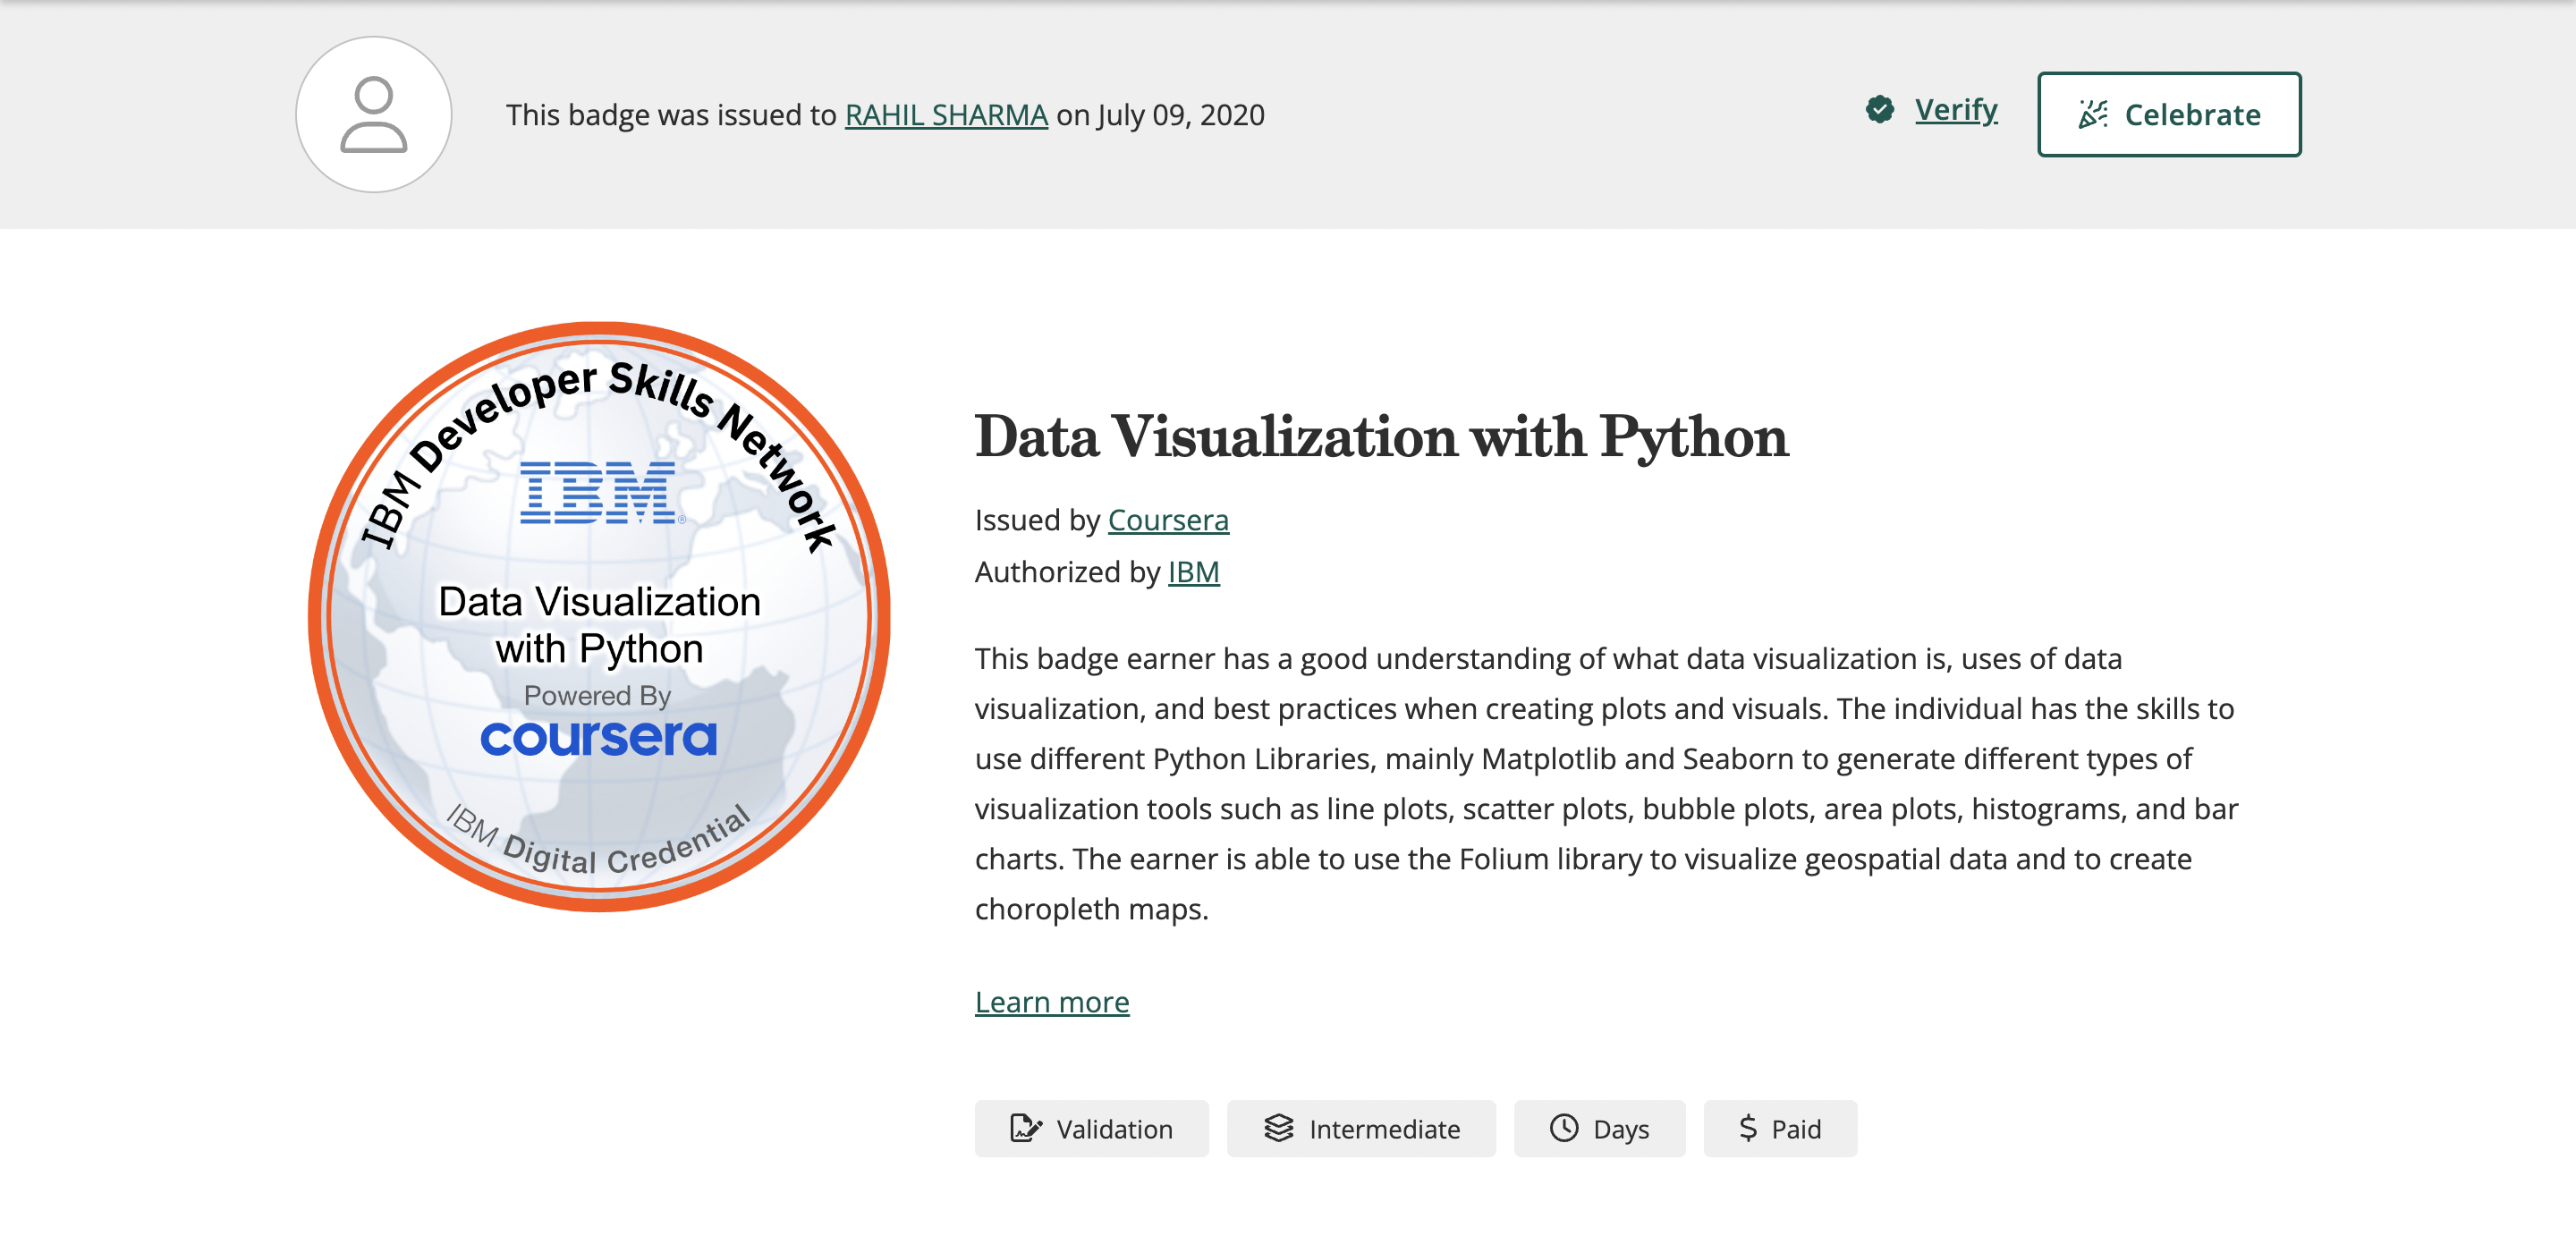 This badge was issued to RAHIL SHARMA on July 09, 2020
Verify
Celebrate
IBM Developer Skills Network
IBM®
Data Visualization
with Python
Powered By
coursera
IBM Digital Credential
Data Visualization with Python
Issued by Coursera
Authorized by IBM
This badge earner has a good understanding of what data visualization is, uses of data
visualization, and best practices when creating plots and visuals. The individual has the skills to
use different Python Libraries, mainly Matplotlib and Seaborn to generate different types of
visualization tools such as line plots, scatter plots, bubble plots, area plots, histograms, and bar
charts. The earner is able to use the Folium library to visualize geospatial data and to create
choropleth maps.
Learn more
Validation
Intermediate
Days
$ Paid